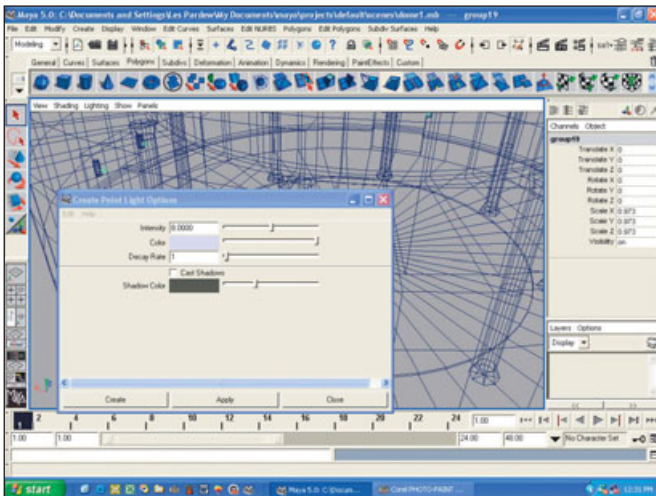 Maya 5.0: C:\Documents and Settings\Les Pardew\My Documents\maya\projects\default\scenes\dome1.mb --- group19
File Edit Modify Create Display Window Edit Curves Surfaces Edit NURBS Polygons Edit Polygons Subdiv Surfaces Help
Modeling
General Curves Surfaces Polygons Subdivs Deformation Animation Dynamics Rendering PaintEffects Custom
View Shading Lighting Show Panels
Channels Object
group19
Translate X 0
Translate Y 0
Translate Z 0
Rotate X 0
Rotate Y 0
Rotate Z 0
Scale X 0.973
Scale Y 0.973
Scale Z 0.973
Visibility on
Create Point Light Options
Edit Help
Intensity 8.0000
Color
Decay Rate 1
Cast Shadows
Shadow Color
Create Apply Close
Layers Options
Display
2 4 6 8 10 12 14 16 18 20 22 24 1.00
1.00 1.00 24.00 48.00 No Character Set
start Maya 5.0: C:\Docum... Corel PHOTO-PAINT ... 12:31 PM